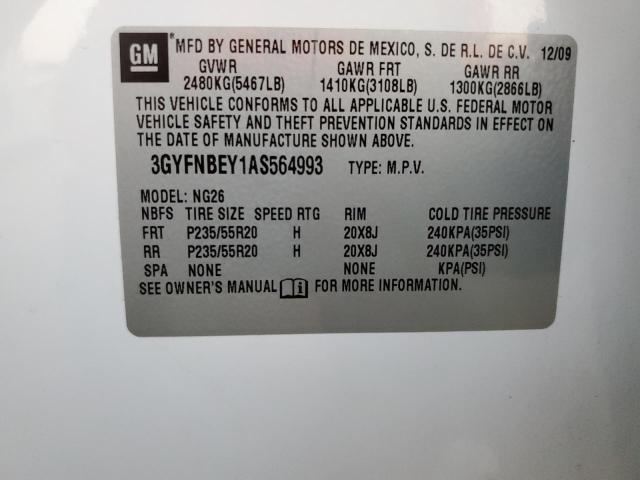 GM ® MFD BY GENERAL MOTORS DE MEXICO, S. DE R.L. DE C.V. 12/09
GVWR GAWR FRT GAWR RR
2480KG(5467LB) 1410KG(3108LB) 1300KG(2866LB)
THIS VEHICLE CONFORMS TO ALL APPLICABLE U.S. FEDERAL MOTOR
VEHICLE SAFETY AND THEFT PREVENTION STANDARDS IN EFFECT ON
THE DATE OF MANUFACTURE SHOWN ABOVE.
3GYFNBEY1AS564993 TYPE: M.P.V.
MODEL: NG26
NBFS TIRE SIZE SPEED RTG RIM COLD TIRE PRESSURE
FRT P235/55R20 H 20X8J 240KPA(35PSI)
RR P235/55R20 H 20X8J 240KPA(35PSI)
SPA NONE NONE KPA(PSI)
SEE OWNER'S MANUAL i FOR MORE INFORMATION.